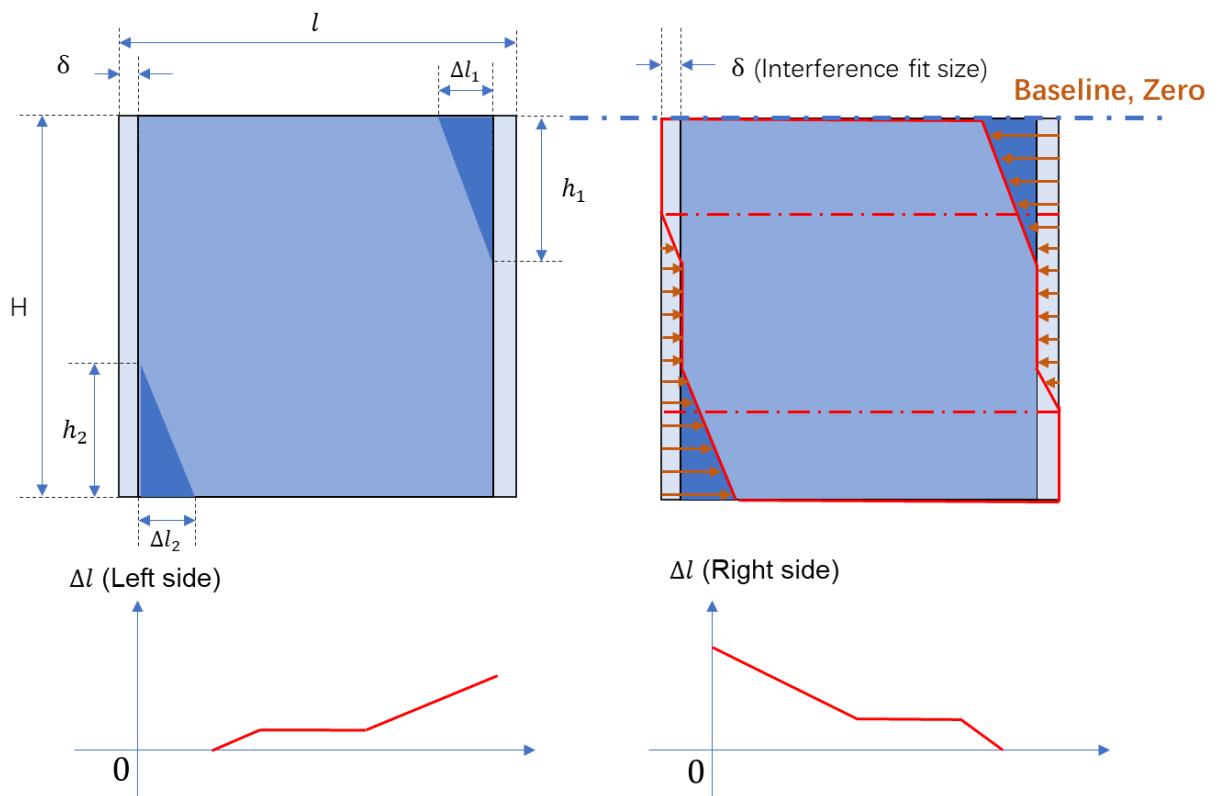 l
δ
Δl₁
δ (Interference fit size)
Baseline, Zero
h₁
H
h₂
Δl₂
Δl (Left side)
Δl (Right side)
0
0